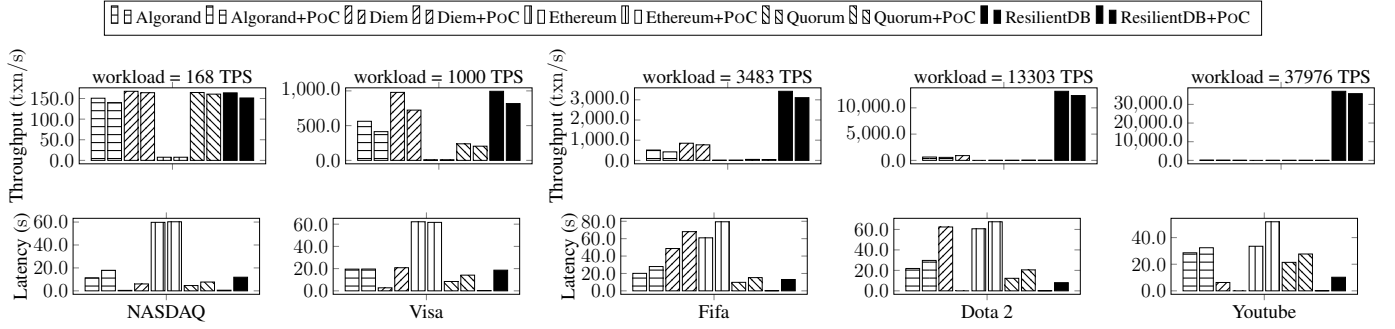 Algorand Algorand+POC Diem Diem+POC Ethereum Ethereum+POC Quorum Quorum+POC ResilientDB ResilientDB+POC
Throughput (txn/s)
workload = 168 TPS
150.0
100.0
50.0
0.0
workload = 1000 TPS
1,000.0
500.0
0.0
Throughput (txn/s)
workload = 3483 TPS
3,000.0
2,000.0
1,000.0
0.0
workload = 13303 TPS
10,000.0
5,000.0
0.0
workload = 37976 TPS
30,000.0
20,000.0
10,000.0
0.0
Latency (s)
60.0
40.0
20.0
0.0
NASDAQ
60.0
40.0
20.0
0.0
Visa
Latency (s)
80.0
60.0
40.0
20.0
0.0
Fifa
60.0
40.0
20.0
0.0
Dota 2
40.0
20.0
0.0
Youtube